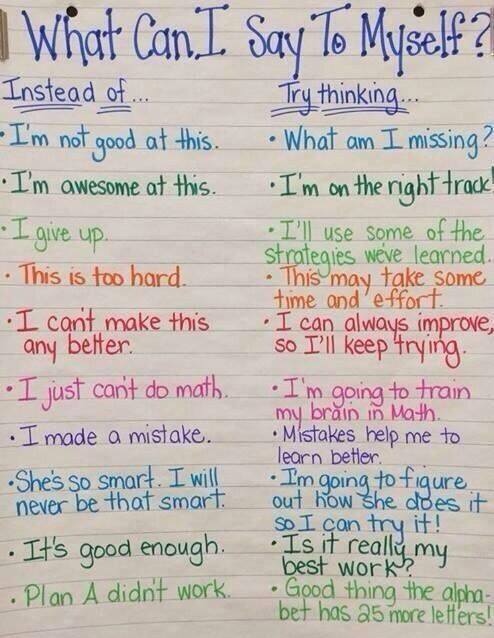 What Can I Say To Myself?
Instead of... Try thinking...
• I'm not good at this. • What am I missing?
• I'm awesome at this. • I'm on the right track!
• I give up. • I'll use some of the
strategies we've learned.
• This is too hard. • This may take some
time and effort.
• I can't make this • I can always improve,
any better. so I'll keep trying.
• I just can't do math. • I'm going to train
my brain in Math.
• I made a mistake. • Mistakes help me to
learn better.
• She's so smart. I will • I'm going to figure
never be that smart. out how she does it
so I can try it!
• It's good enough. • Is it really my
best work?
• Plan A didn't work. • Good thing the alpha-
bet has 25 more letters!